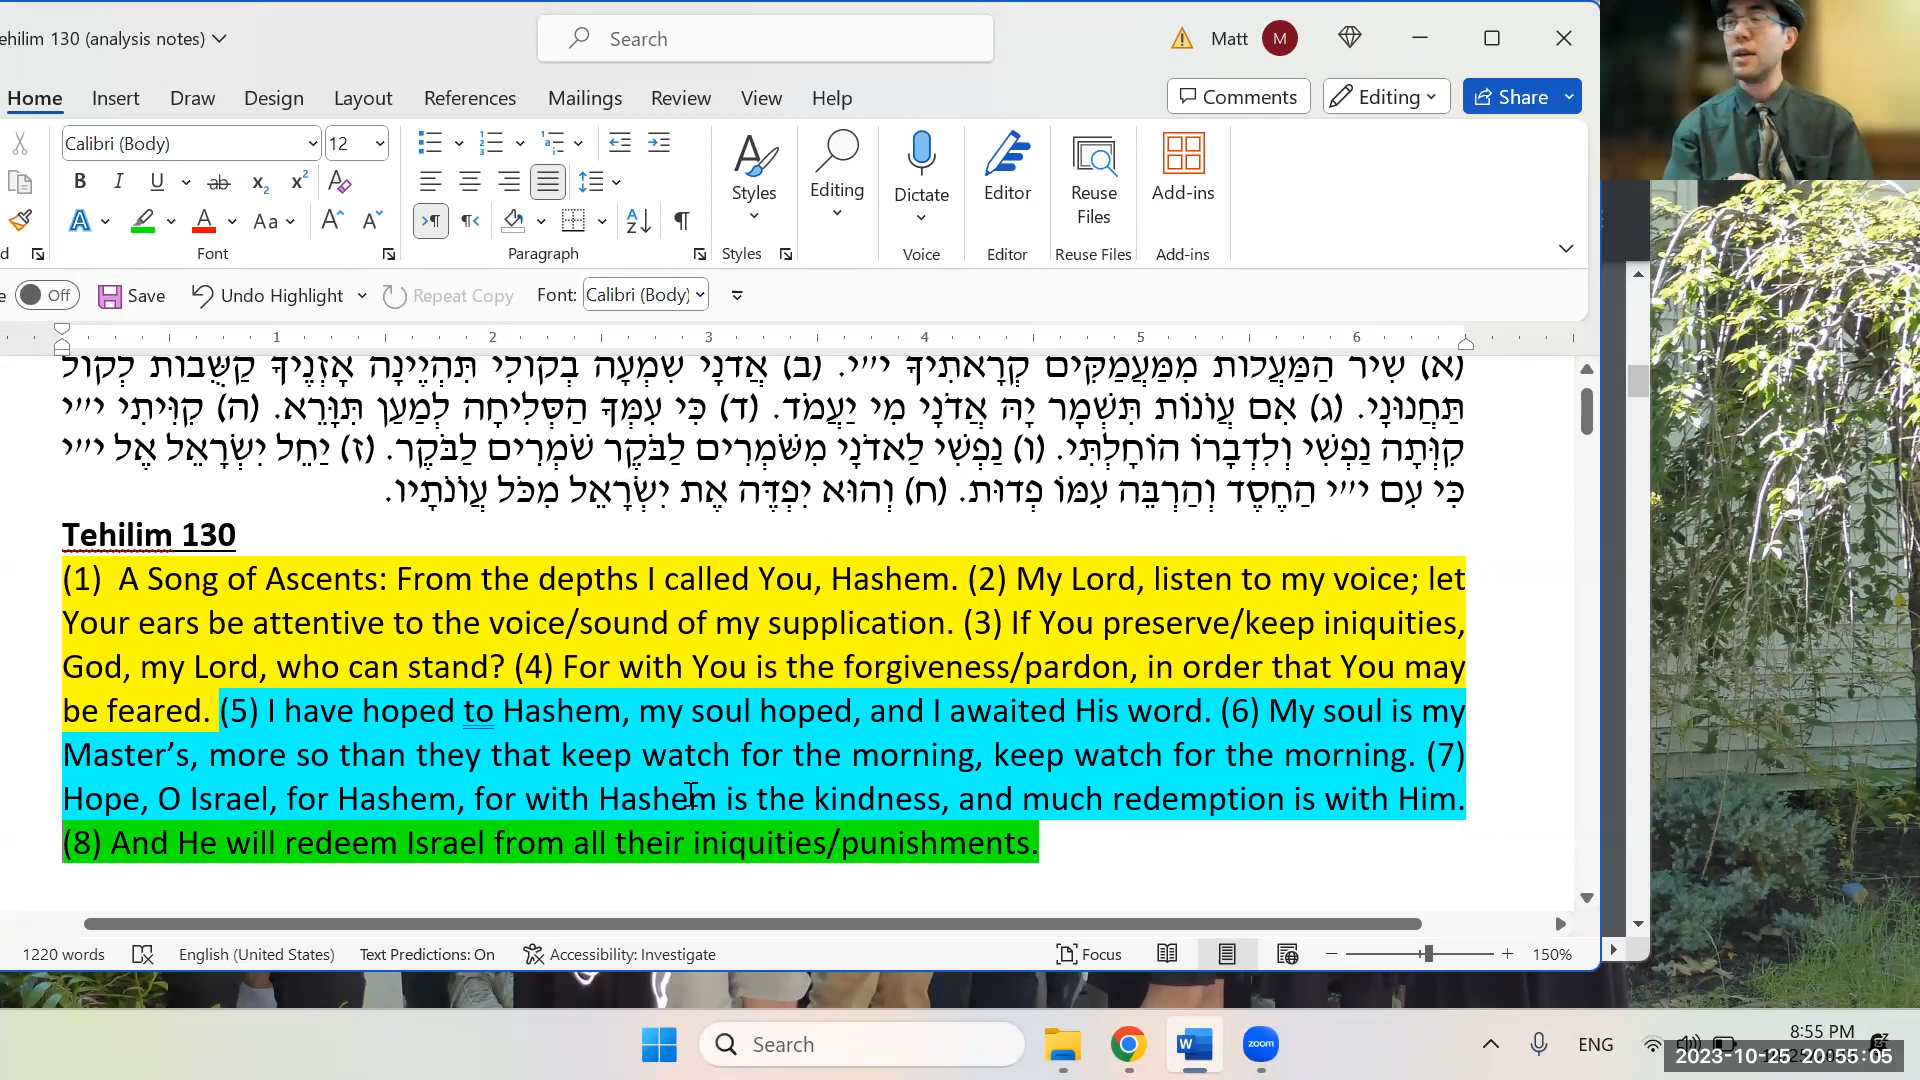 ehilim 130 (analysis notes)
Search
Matt
M
Home Insert Draw Design Layout References Mailings Review View Help
Comments
Editing
Share
Calibri (Body)
12
B I U ab x₂ x² A
A A Aa A A
Styles
Editing
Dictate
Editor
Reuse
Files
Add-ins
d
Font
Paragraph
Styles
Voice
Editor
Reuse Files
Add-ins
e Off Save Undo Highlight Repeat Copy Font: Calibri (Body)
1 2 3 4 5 6
(א) שִׁיר הַמַּעֲלוֹת מִמַּעֲמַקִּים קְרָאתִיךָ י״י. (ב) אֲדֹנָי שִׁמְעָה בְקוֹלִי תִּהְיֶינָה אָזְנֶיךָ קַשֻּׁבוֹת לְקוֹל
תַּחֲנוּנָי. (ג) אִם עֲוֺנוֹת תִּשְׁמָר יָהּ אֲדֹנָי מִי יַעֲמֹד. (ד) כִּי עִמְּךָ הַסְּלִיחָה לְמַעַן תִּוָּרֵא. (ה) קִוִּיתִי י״י
קִוְּתָה נַפְשִׁי וְלִדְבָרוֹ הוֹחָלְתִּי. (ו) נַפְשִׁי לַאדֹנָי מִשֹּׁמְרִים לַבֹּקֶר שֹׁמְרִים לַבֹּקֶר. (ז) יַחֵל יִשְׂרָאֵל אֶל י״י
כִּי עִם י״י הַחֶסֶד וְהַרְבֵּה עִמּוֹ פְדוּת. (ח) וְהוּא יִפְדֶּה אֶת יִשְׂרָאֵל מִכֹּל עֲוֺנֹתָיו.
Tehilim 130
(1) A Song of Ascents: From the depths I called You, Hashem. (2) My Lord, listen to my voice; let
Your ears be attentive to the voice/sound of my supplication. (3) If You preserve/keep iniquities,
God, my Lord, who can stand? (4) For with You is the forgiveness/pardon, in order that You may
be feared. (5) I have hoped to Hashem, my soul hoped, and I awaited His word. (6) My soul is my
Master’s, more so than they that keep watch for the morning, keep watch for the morning. (7)
Hope, O Israel, for Hashem, for with Hashem is the kindness, and much redemption is with Him.
(8) And He will redeem Israel from all their iniquities/punishments.
1220 words English (United States) Text Predictions: On Accessibility: Investigate Focus 150%
Search
W
zoom
ENG
8:55 PM
2023-10-25 20:55:05